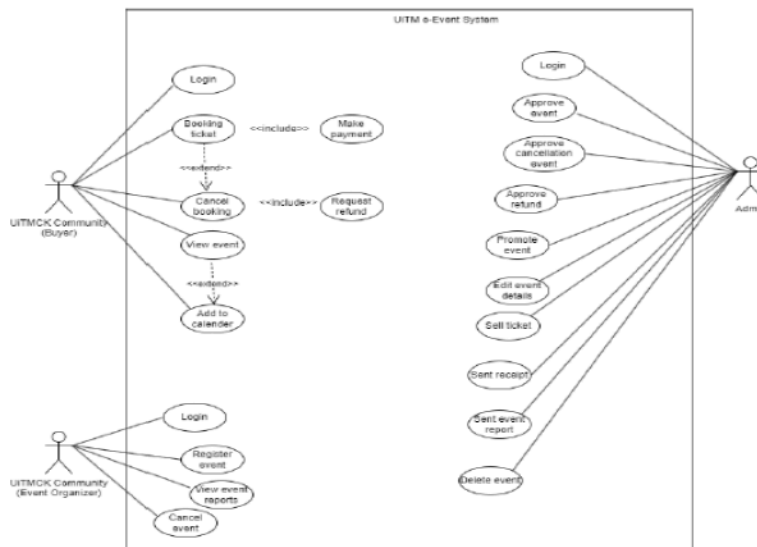 UiTM e-Event System
Login
Booking
ticket
<<include>>
Make
payment
<<extend>>
Cancel
booking
<<include>>
Request
refund
View event
<<extend>>
Add to
calender
UiTMCK Community
(Buyer)
Login
Register
event
View event
reports
Cancel
event
UiTMCK Community
(Event Organizer)
Login
Approve
event
Approve
cancellation
event
Approve
refund
Promote
event
Edit event
details
Sell ticket
Sent receipt
Sent event
report
Delete event
Adm